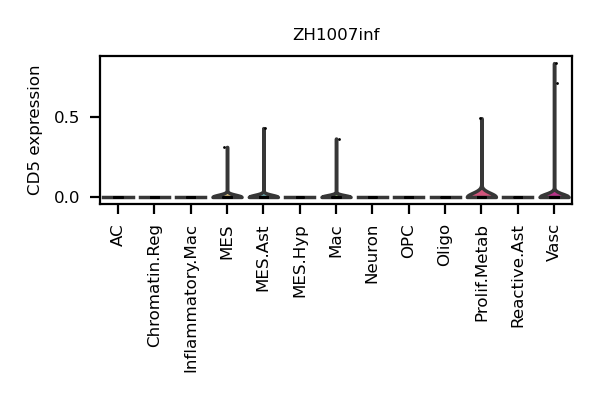 ZH1007inf
CD5 expression
0.5
0.0
AC
Chromatin.Reg
Inflammatory.Mac
MES
MES.Ast
MES.Hyp
Mac
Neuron
OPC
Oligo
Prolif.Metab
Reactive.Ast
Vasc